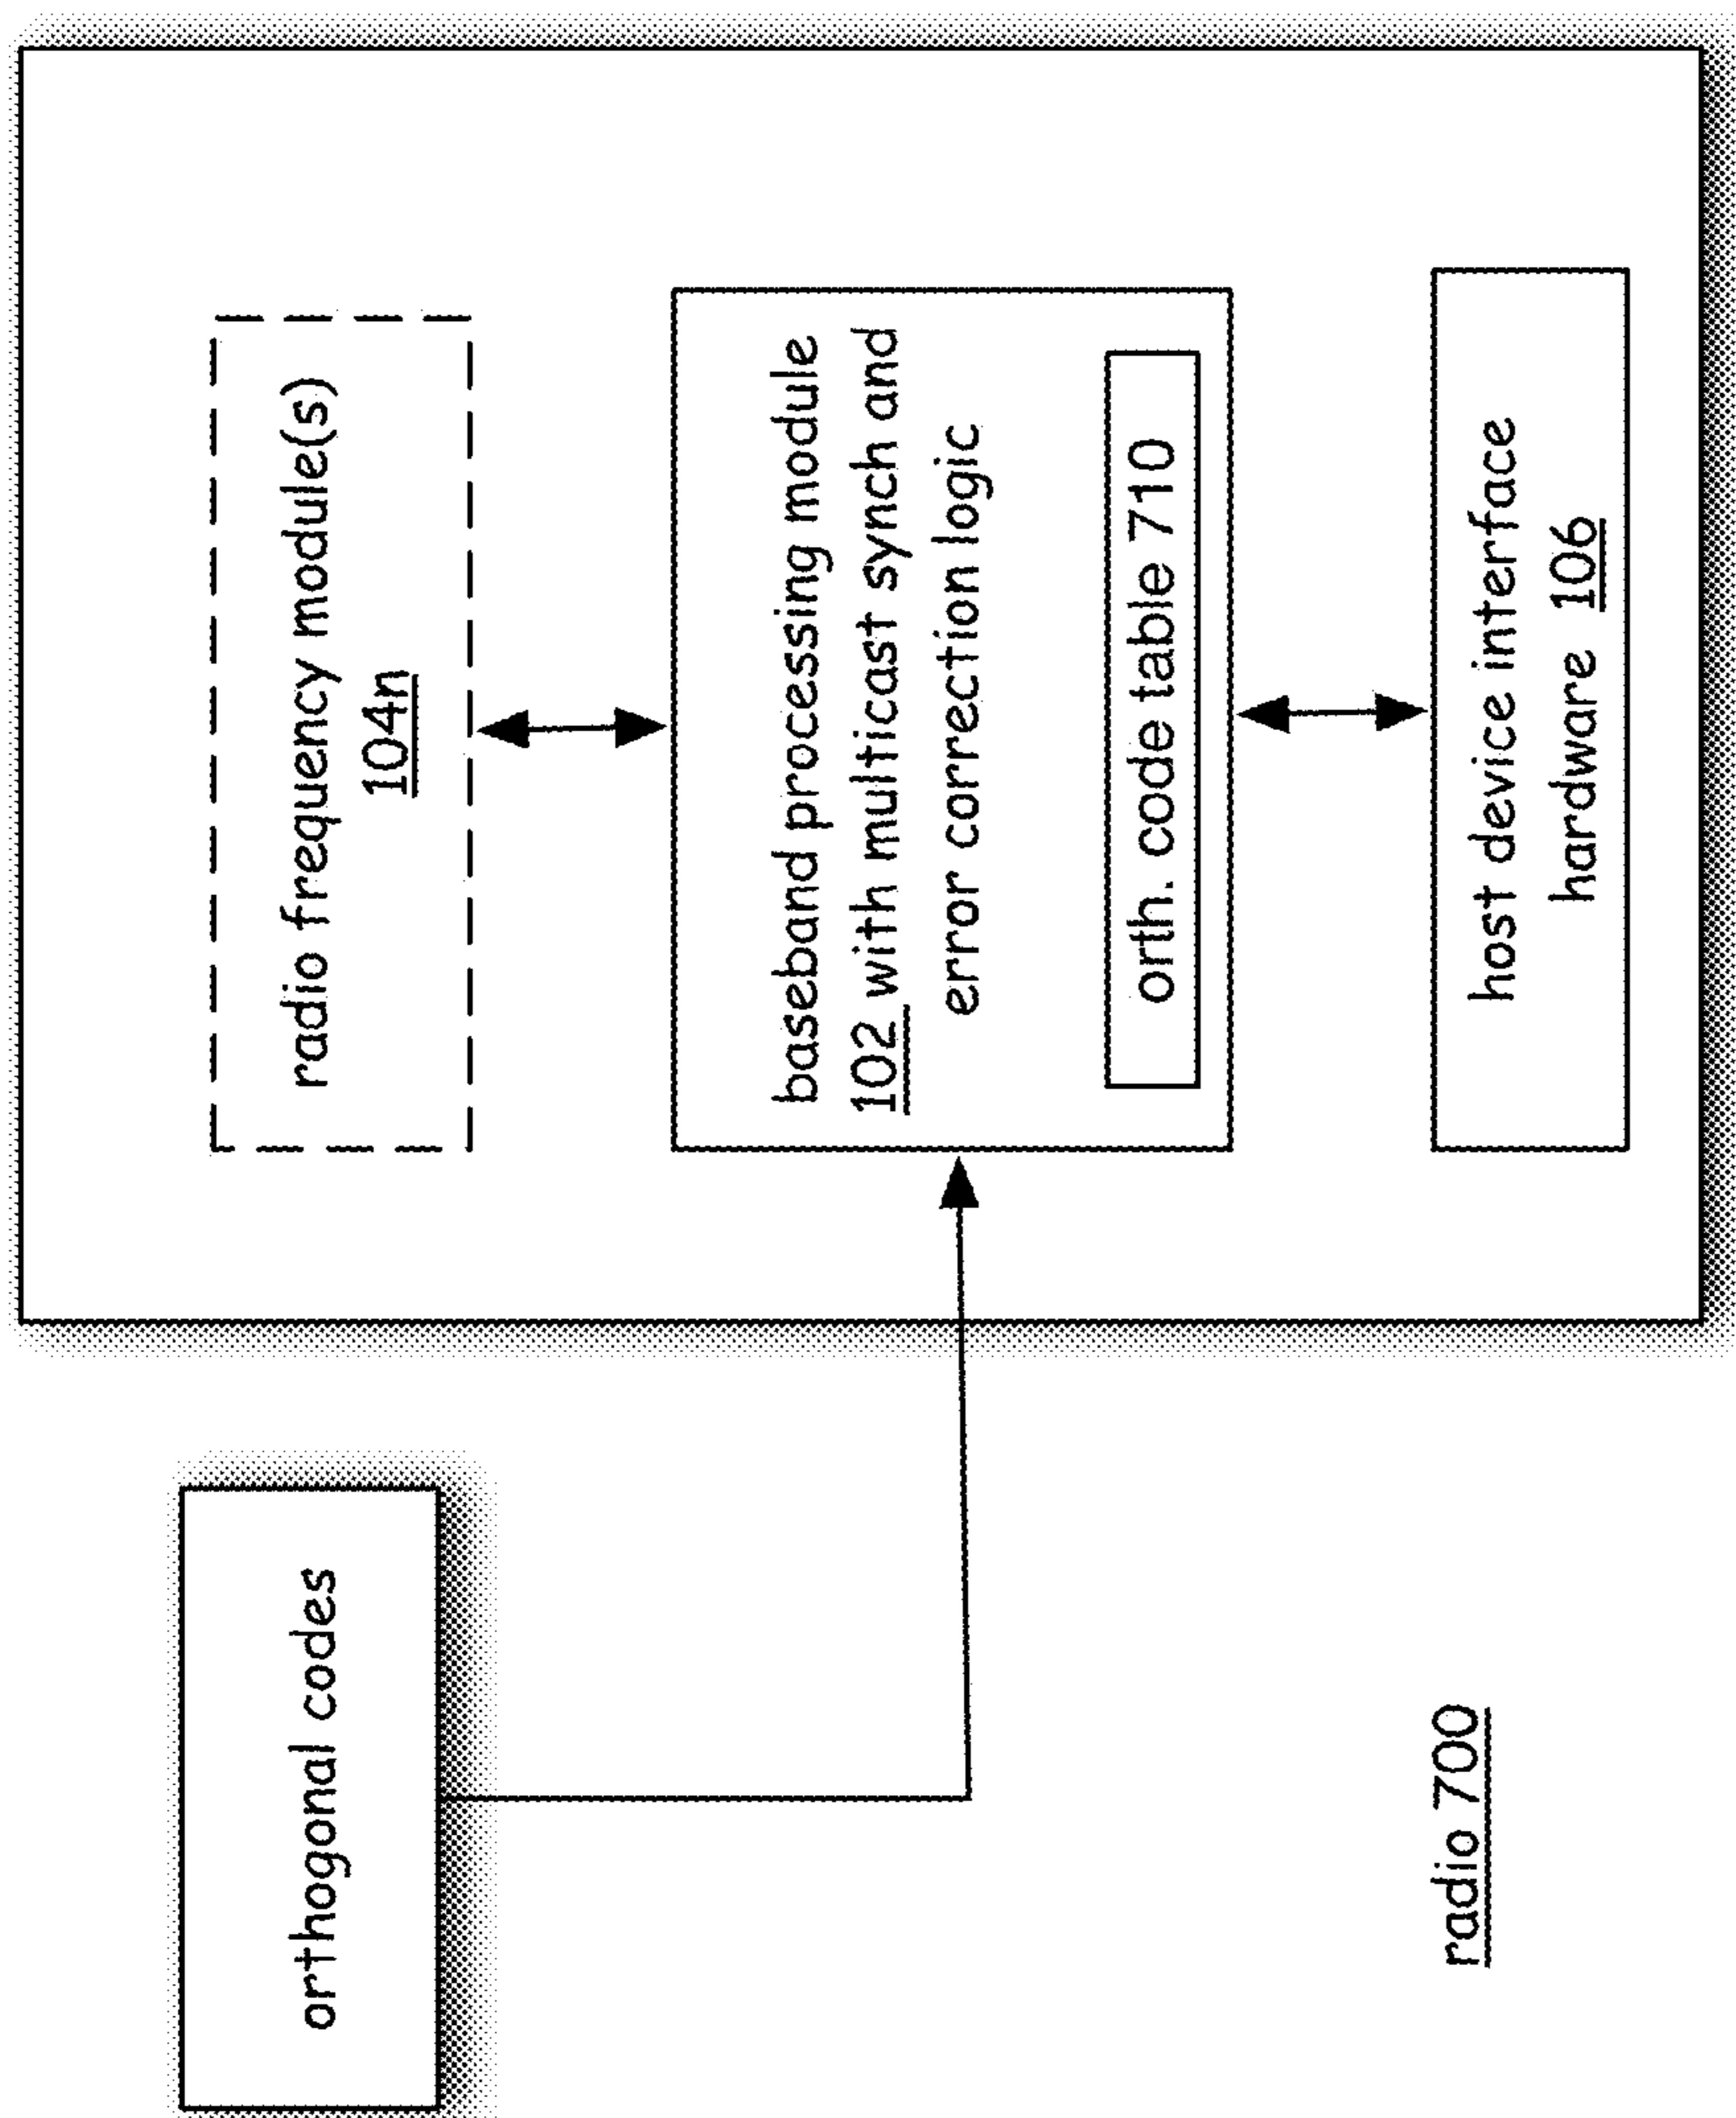 orthogonal codes
radio frequency module(s)
104n
baseband processing module
102 with multicast synch and
error correction logic
orth. code table 710
host device interface
hardware 106
radio 700